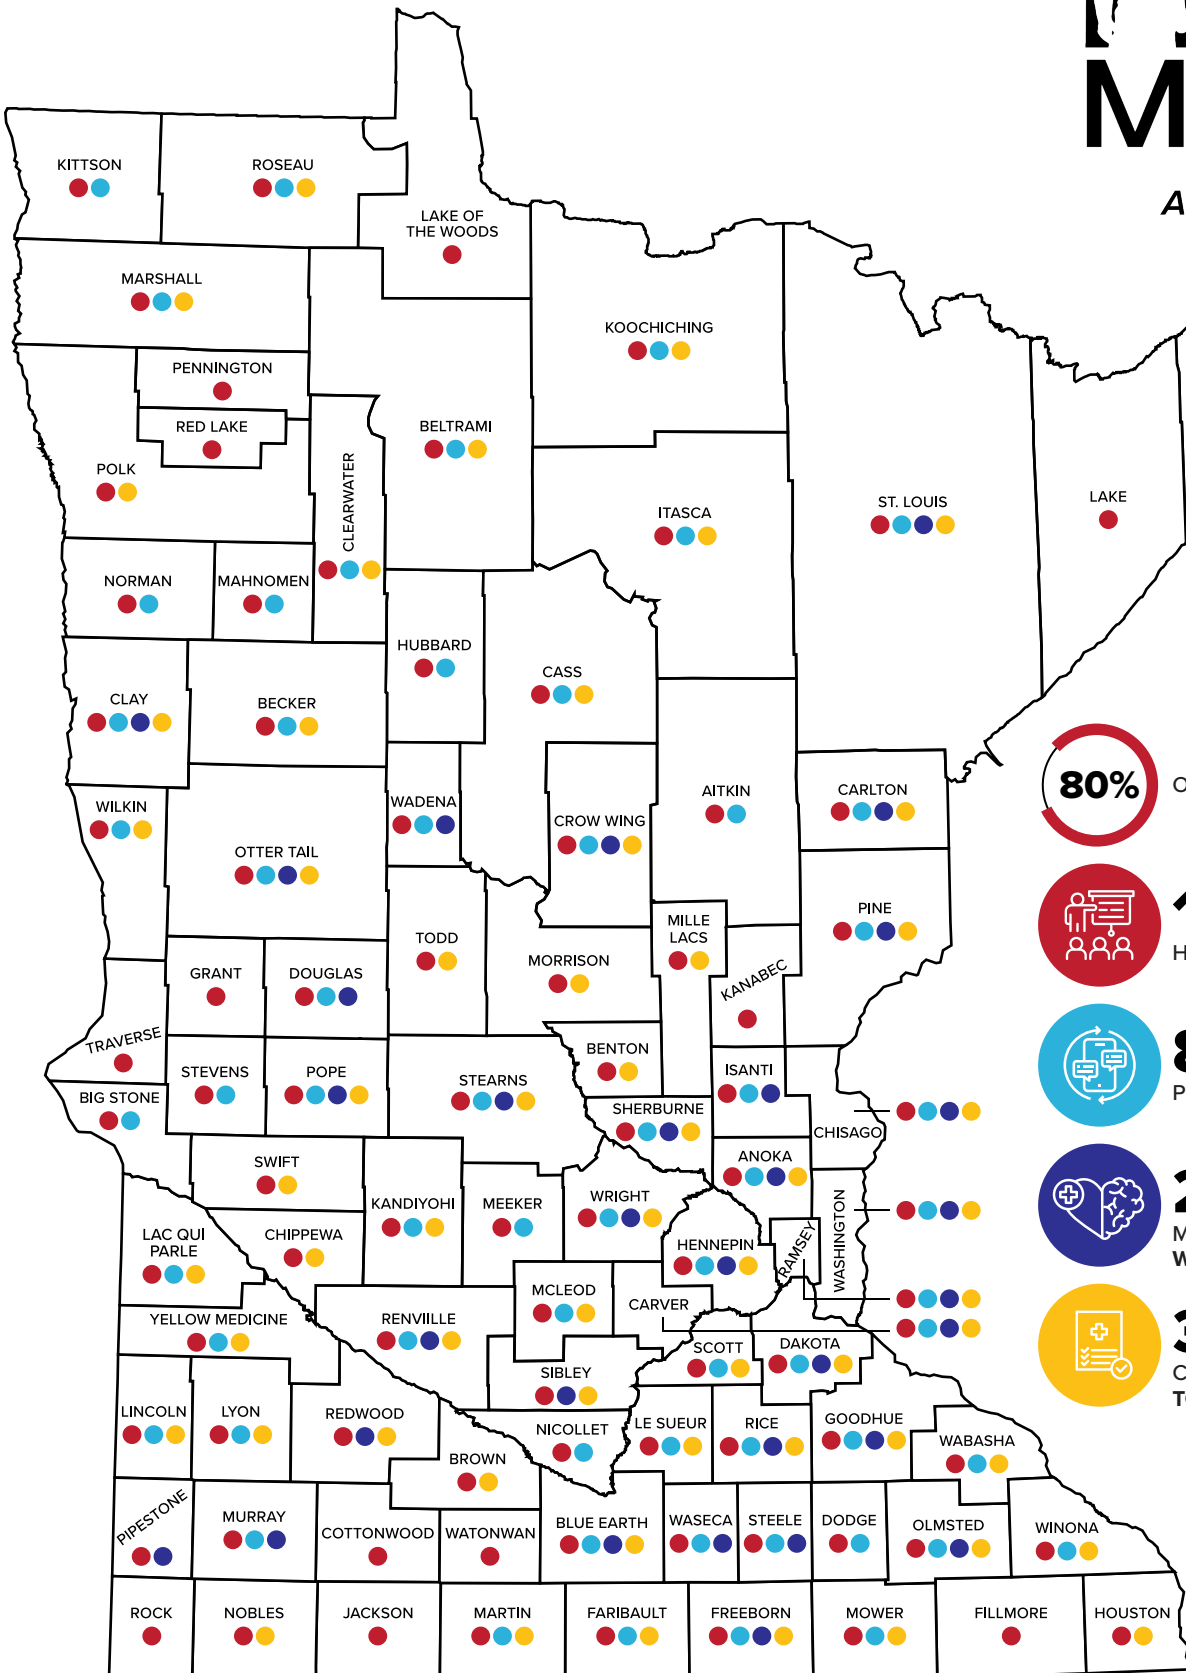 M
A
KITTSON
ROSEAU
LAKE OF
THE WOODS
MARSHALL
KOOCHICHING
PENNINGTON
RED LAKE
BELTRAMI
POLK
CLEARWATER
ITASCA
ST. LOUIS
LAKE
NORMAN
MAHNOMEN
HUBBARD
CASS
CLAY
BECKER
WILKIN
WADENA
CROW WING
AITKIN
CARLTON
80%
O
OTTER TAIL
TODD
MORRISON
MILLE
LACS
PINE
H
GRANT
DOUGLAS
KANABEC
TRAVERSE
STEVENS
POPE
STEARNS
BENTON
ISANTI
BIG STONE
P
SHERBURNE
CHISAGO
SWIFT
ANOKA
KANDIYOHI
MEEKER
WRIGHT
WASHINGTON
2
M
W
LAC QUI
PARLE
CHIPPEWA
HENNEPIN
RAMSEY
YELLOW MEDICINE
RENVILLE
MCLEOD
CARVER
SCOTT
DAKOTA
3
C
SIBLEY
LINCOLN
LYON
REDWOOD
NICOLLET
LE SUEUR
RICE
GOODHUE
WABASHA
BROWN
PIPESTONE
MURRAY
COTTONWOOD
WATONWAN
BLUE EARTH
WASECA
STEELE
DODGE
OLMSTED
WINONA
ROCK
NOBLES
JACKSON
MARTIN
FARIBAULT
FREEBORN
MOWER
FILLMORE
HOUSTON